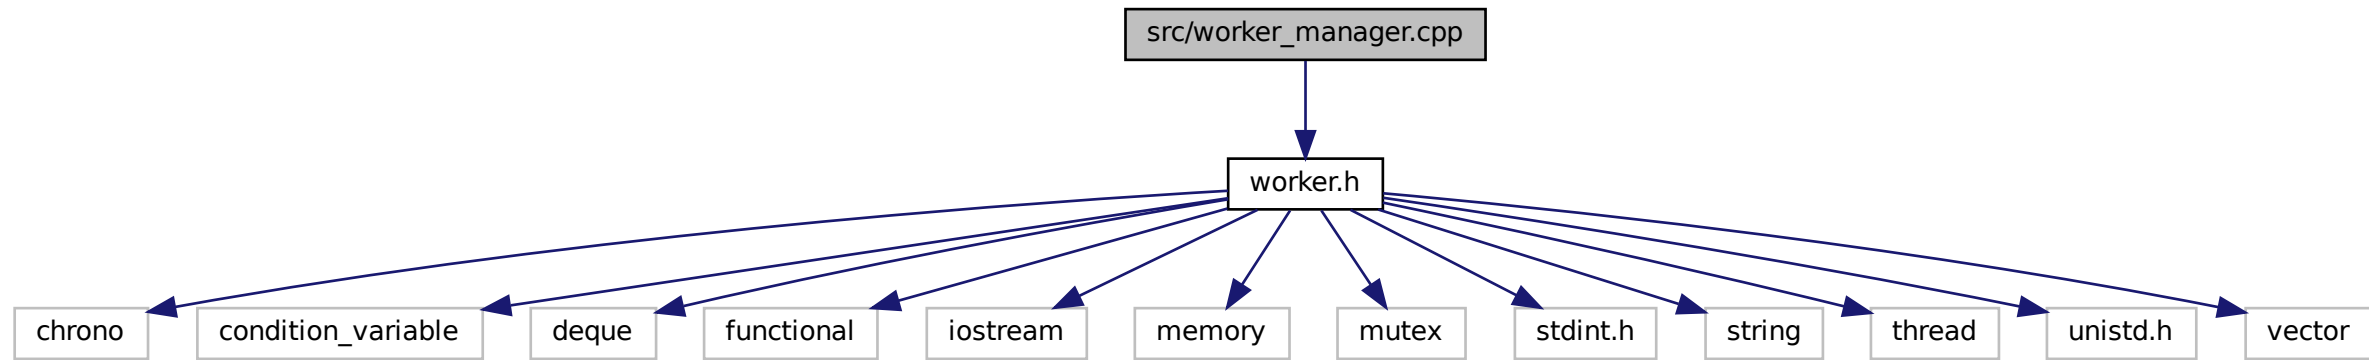 src/worker_manager.cpp
worker.h
chrono
condition_variable
deque
functional
iostream
memory
mutex
stdint.h
string
thread
unistd.h
vector